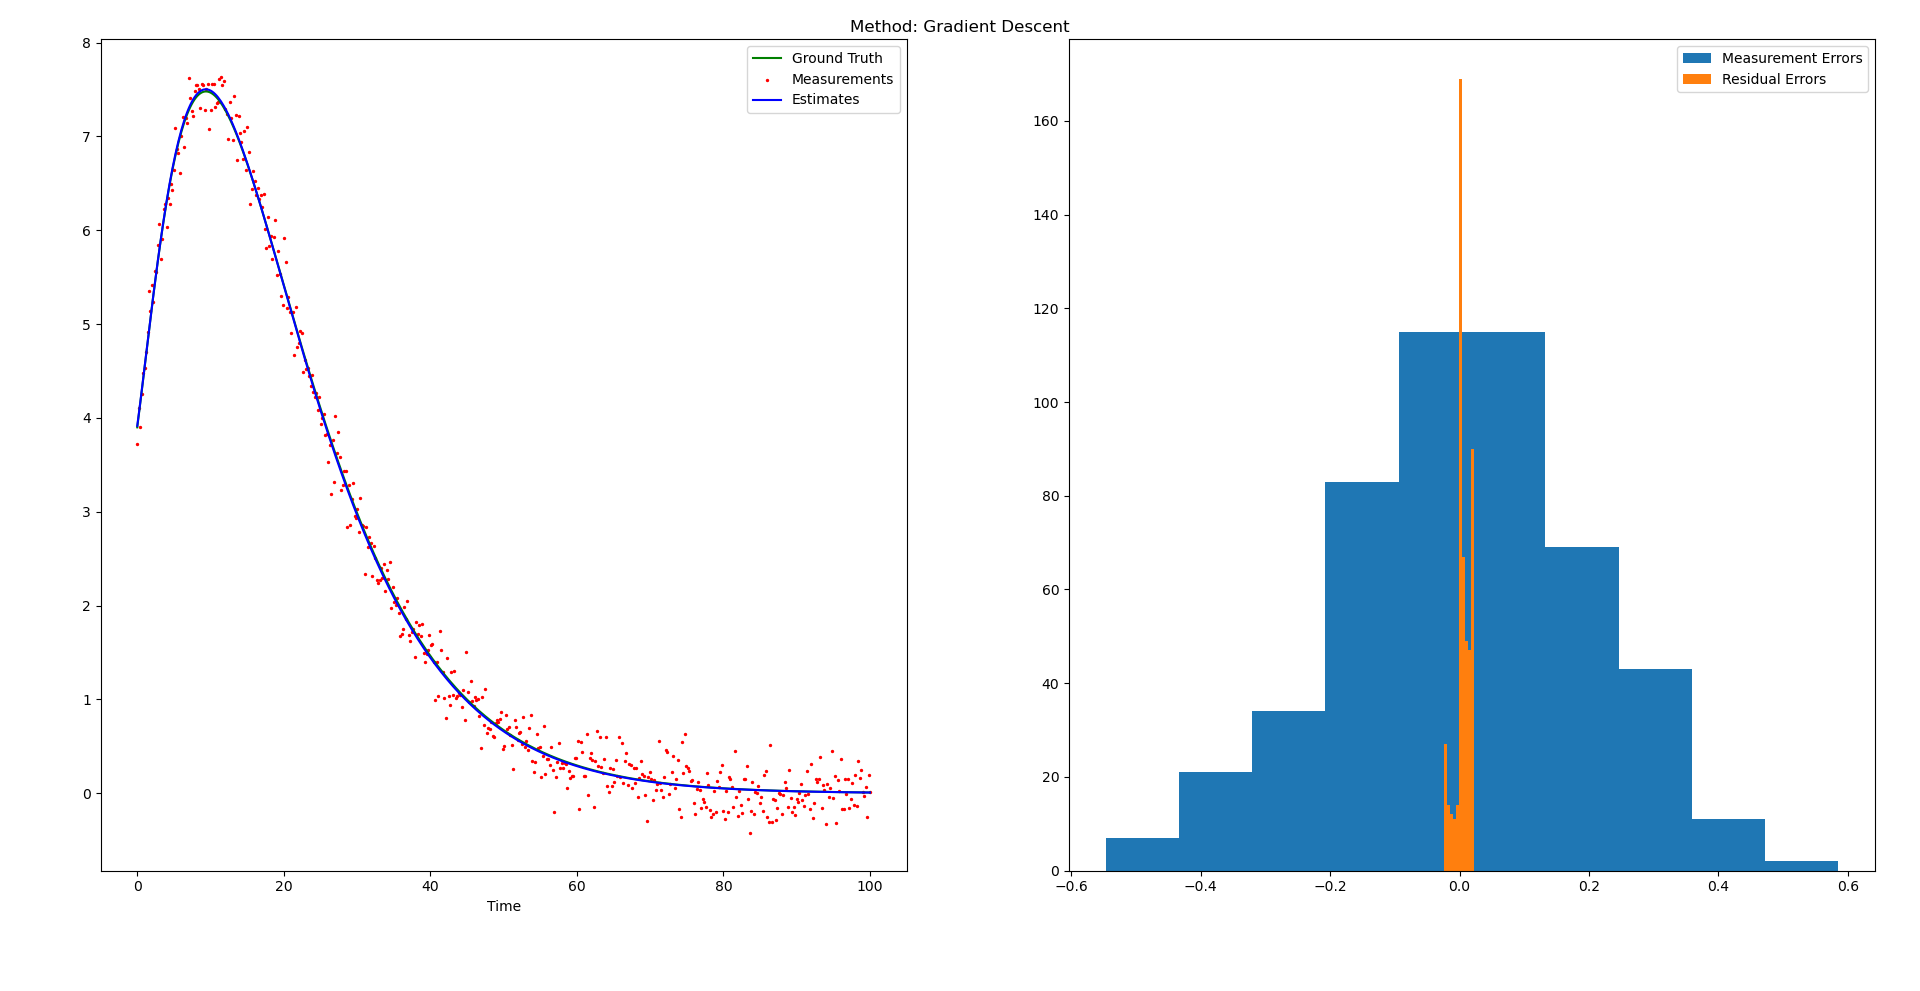 Method: Gradient Descent
8
7
6
5
4
3
2
1
0
0 20 40 60 80 100
Time
Ground Truth
Measurements
Estimates
160
140
120
100
80
60
40
20
0
−0.6 −0.4 −0.2 0.0 0.2 0.4 0.6
Measurement Errors
Residual Errors